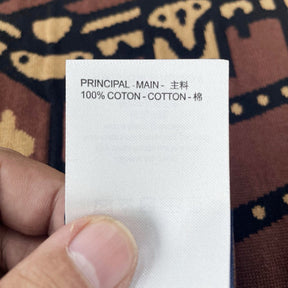 PRINCIPAL - MAIN - 主料
100% COTON - COTTON - 棉